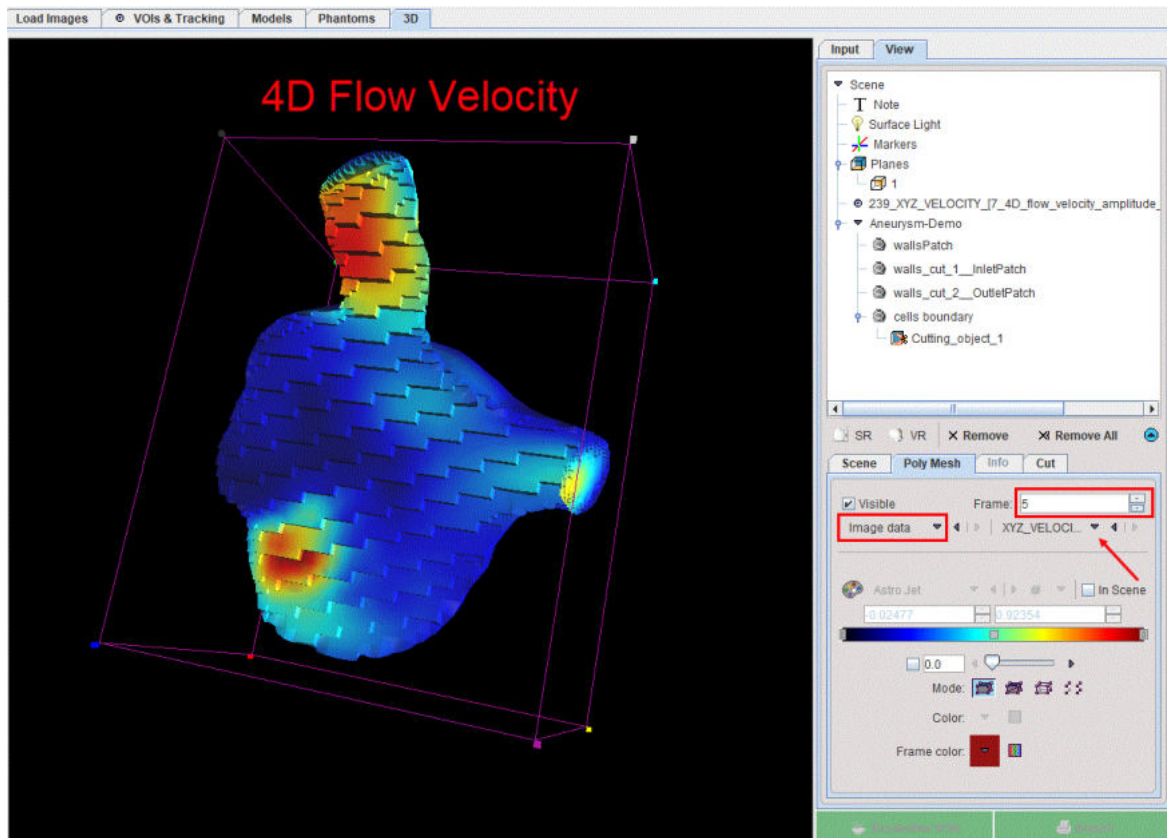 Load Images VOIs & Tracking Models Phantoms 3D
4D Flow Velocity
Input View
Scene
Note
Surface Light
Markers
Planes
1
239_XYZ_VELOCITY_[7_4D_flow_velocity_amplitude_
Aneurysm-Demo
wallsPatch
walls_cut_1__InletPatch
walls_cut_2__OutletPatch
cells boundary
Cutting_object_1
SR VR Remove Remove All
Scene Poly Mesh Info Cut
Visible Frame: 5
Image data XYZ_VELOCI...
Astro Jet In Scene
-0.02477 0.92354
0.0
Mode:
Color:
Frame color: